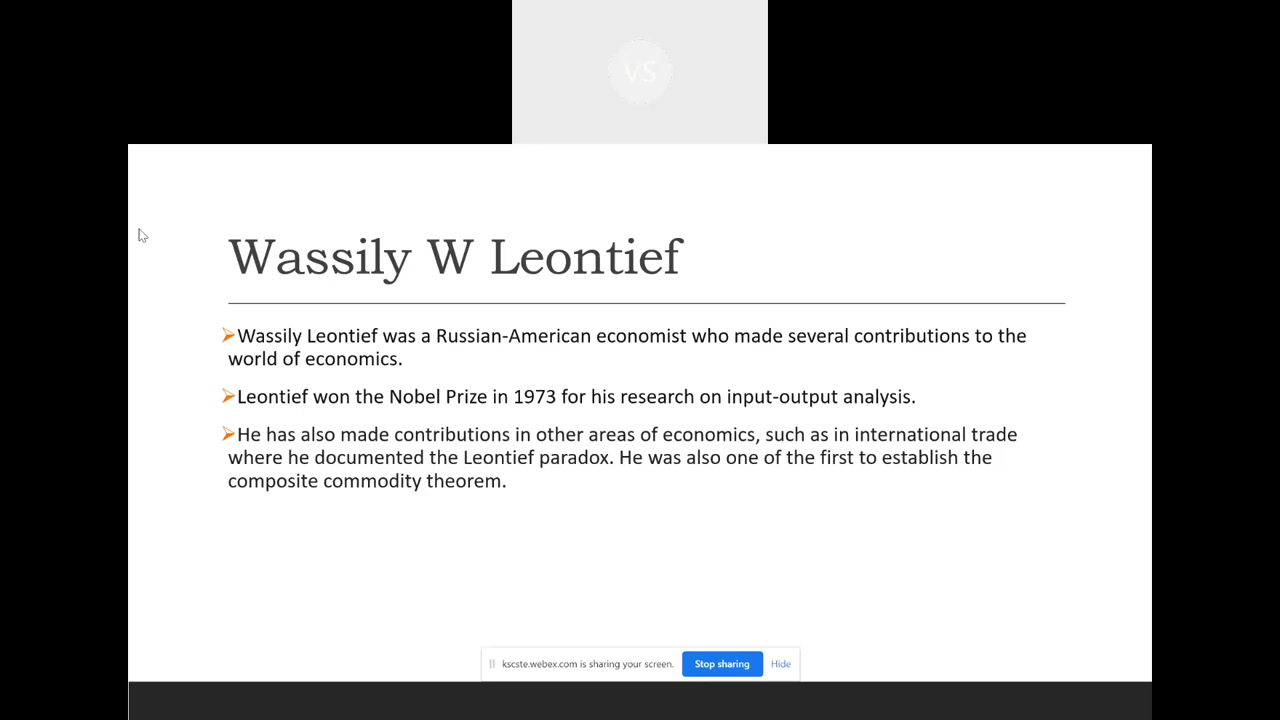 VS
Wassily W Leontief
➢Wassily Leontief was a Russian-American economist who made several contributions to the
world of economics.
➢Leontief won the Nobel Prize in 1973 for his research on input-output analysis.
➢He has also made contributions in other areas of economics, such as in international trade
where he documented the Leontief paradox. He was also one of the first to establish the
composite commodity theorem.
kscste.webex.com is sharing your screen. Stop sharing Hide